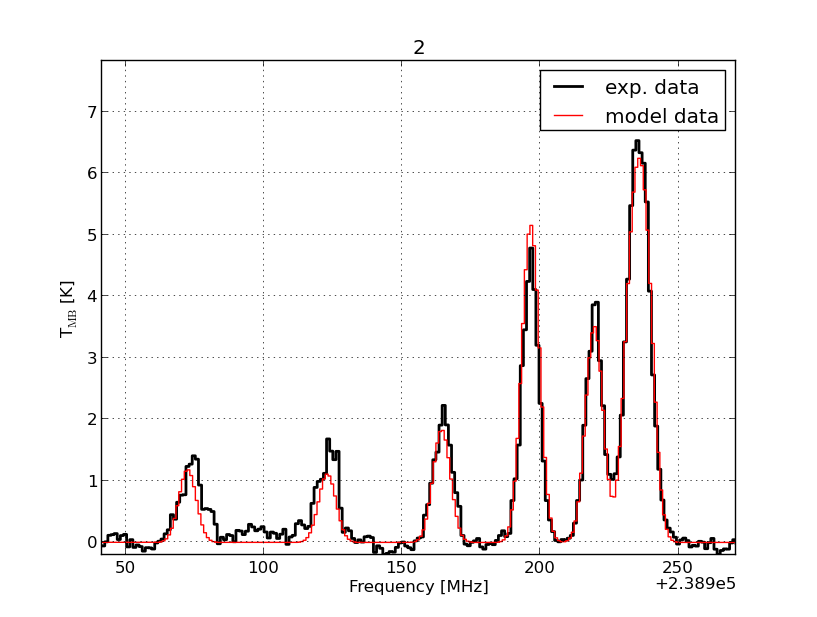 2
exp. data
model data
7
6
5
4
3
2
1
0
T_MB [K]
50
100
150
200
250
Frequency [MHz]
+2.389e5